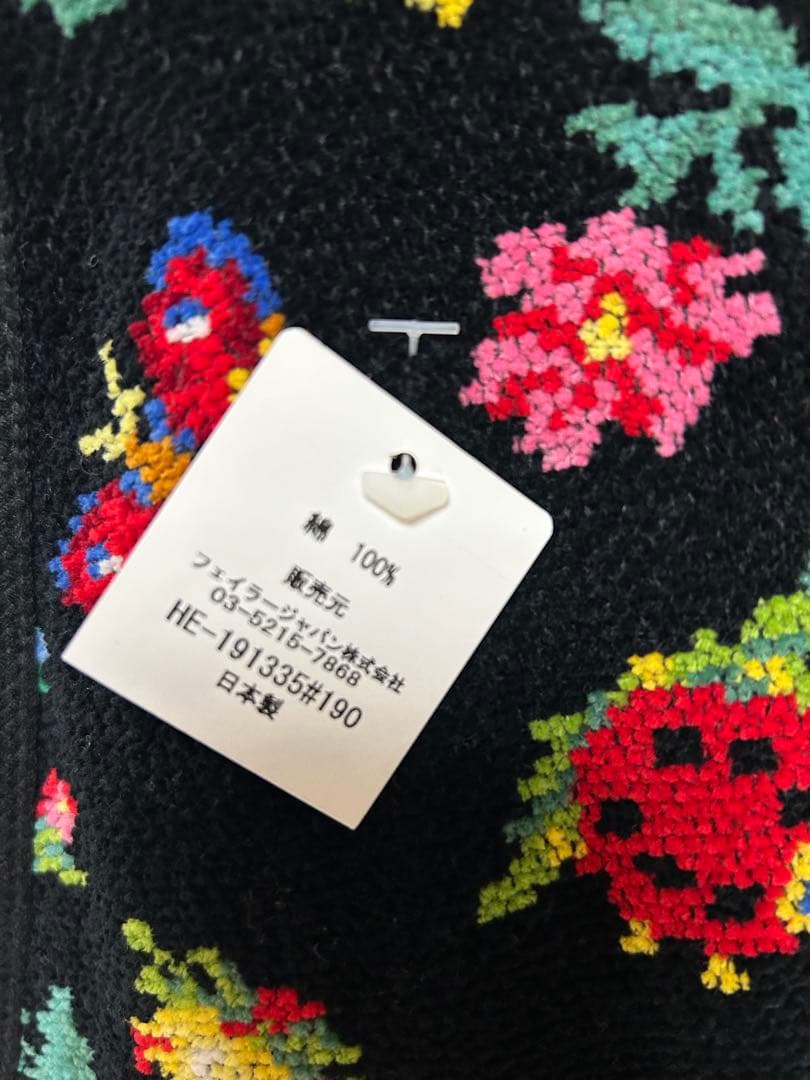 綿 100%
販売元
フェイラージャパン株式会社
03-5215-7868
HE-191335#190
日本製